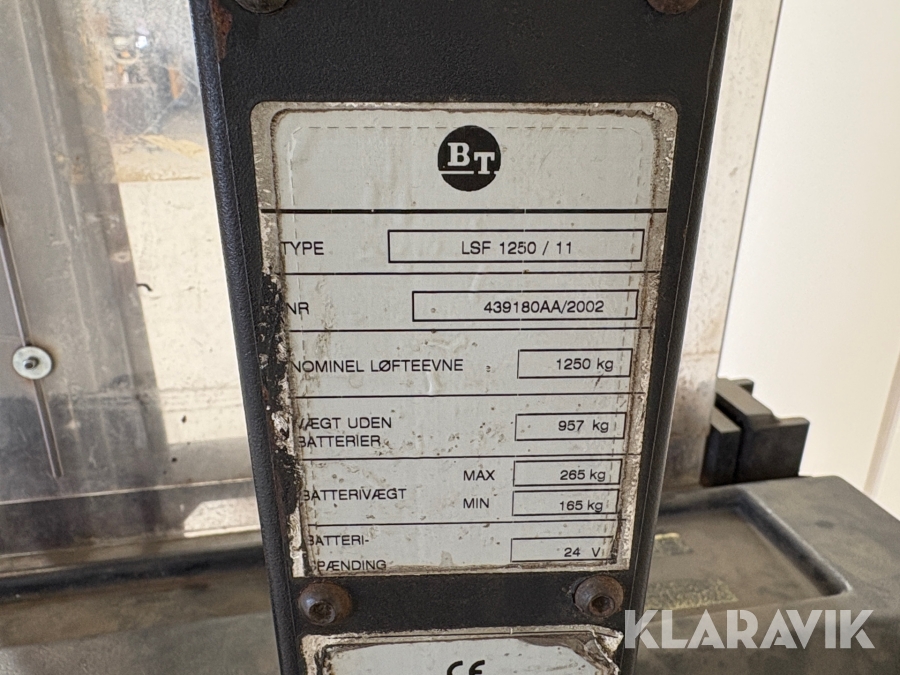 BT
TYPE LSF 1250 / 11
NR 439180AA/2002
NOMINEL LØFTEEVNE 1250 kg
VÆGT UDEN
BATTERIER 957 kg
BATTERIVÆGT MAX 265 kg
MIN 165 kg
BATTERI-
SPÆNDING 24 V
CE
KLARAVIK